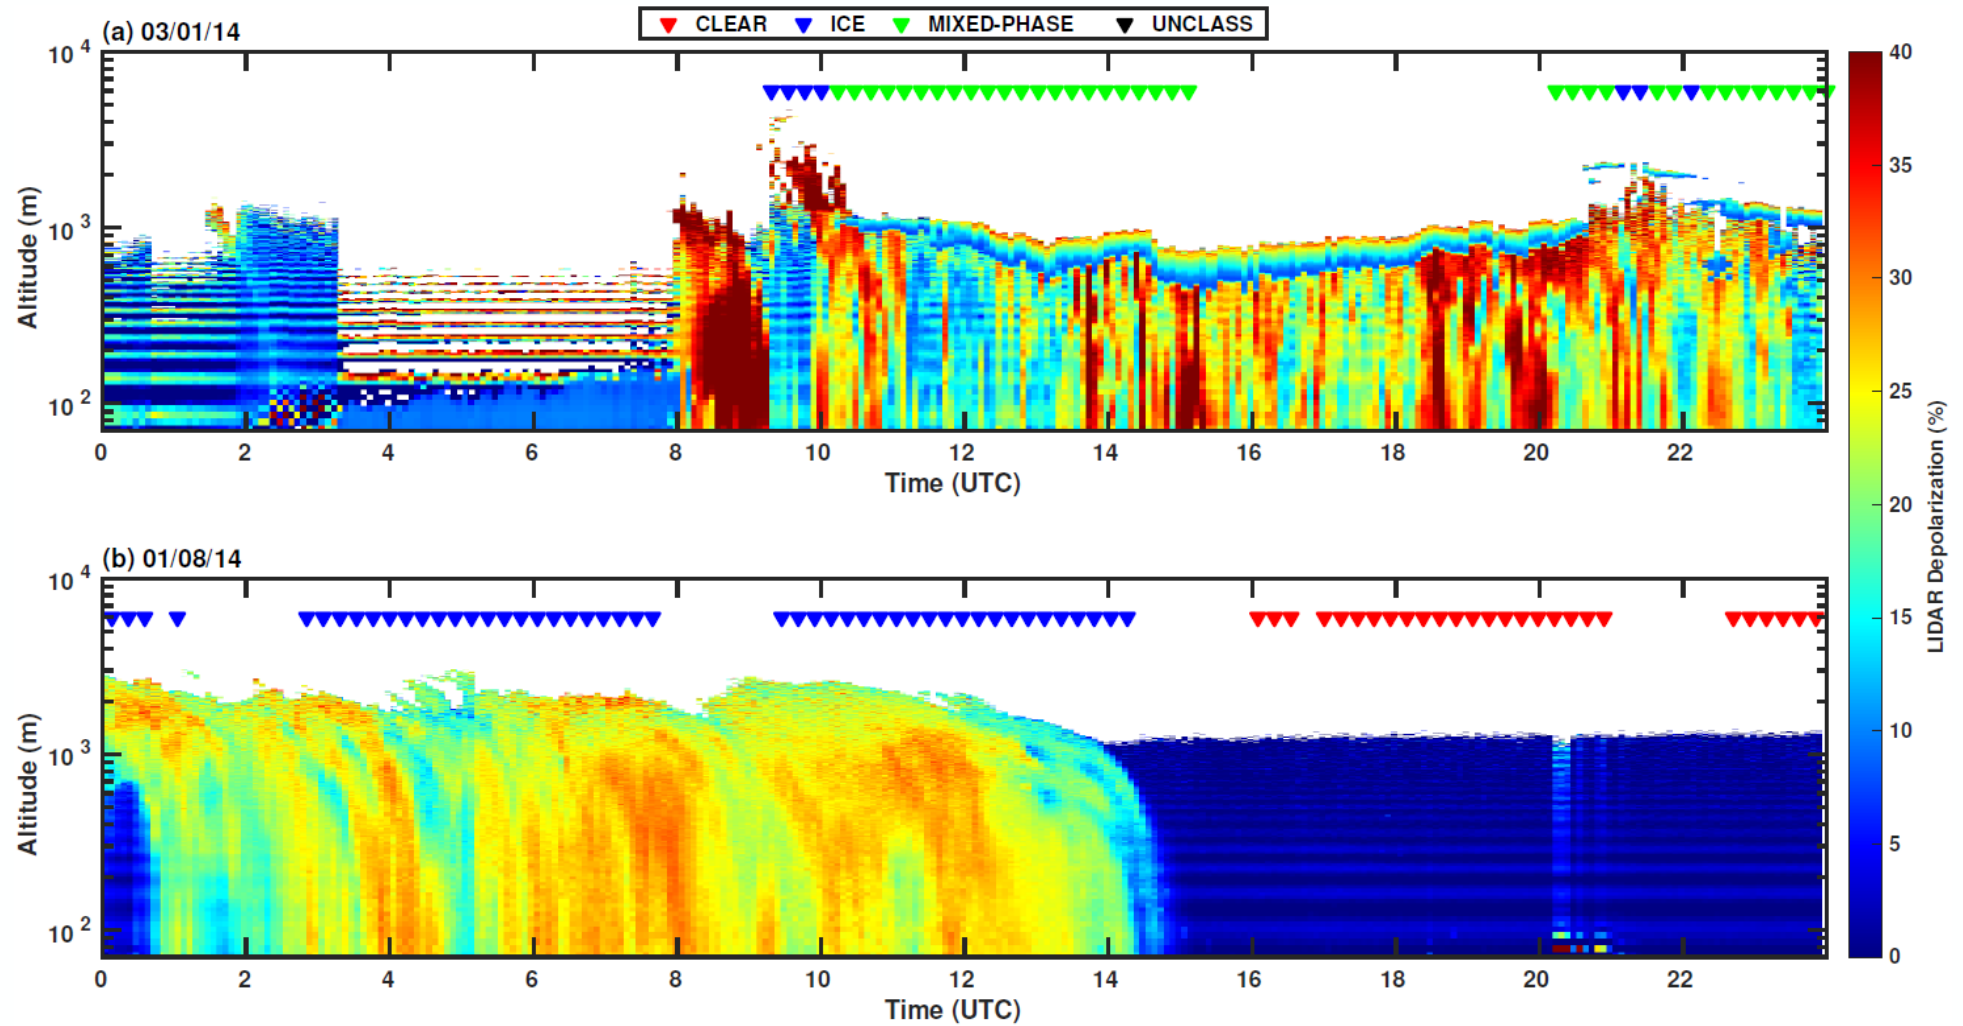 CLEAR ICE MIXED-PHASE UNCLASS
(a) 03/01/14
10 4
10 3
10 2
Altitude (m)
0 2 4 6 8 10 12 14 16 18 20 22
Time (UTC)
(b) 01/08/14
10 4
10 3
10 2
Altitude (m)
0 2 4 6 8 10 12 14 16 18 20 22
Time (UTC)
40
35
30
25
20
15
10
5
0
LIDAR Depolarization (%)